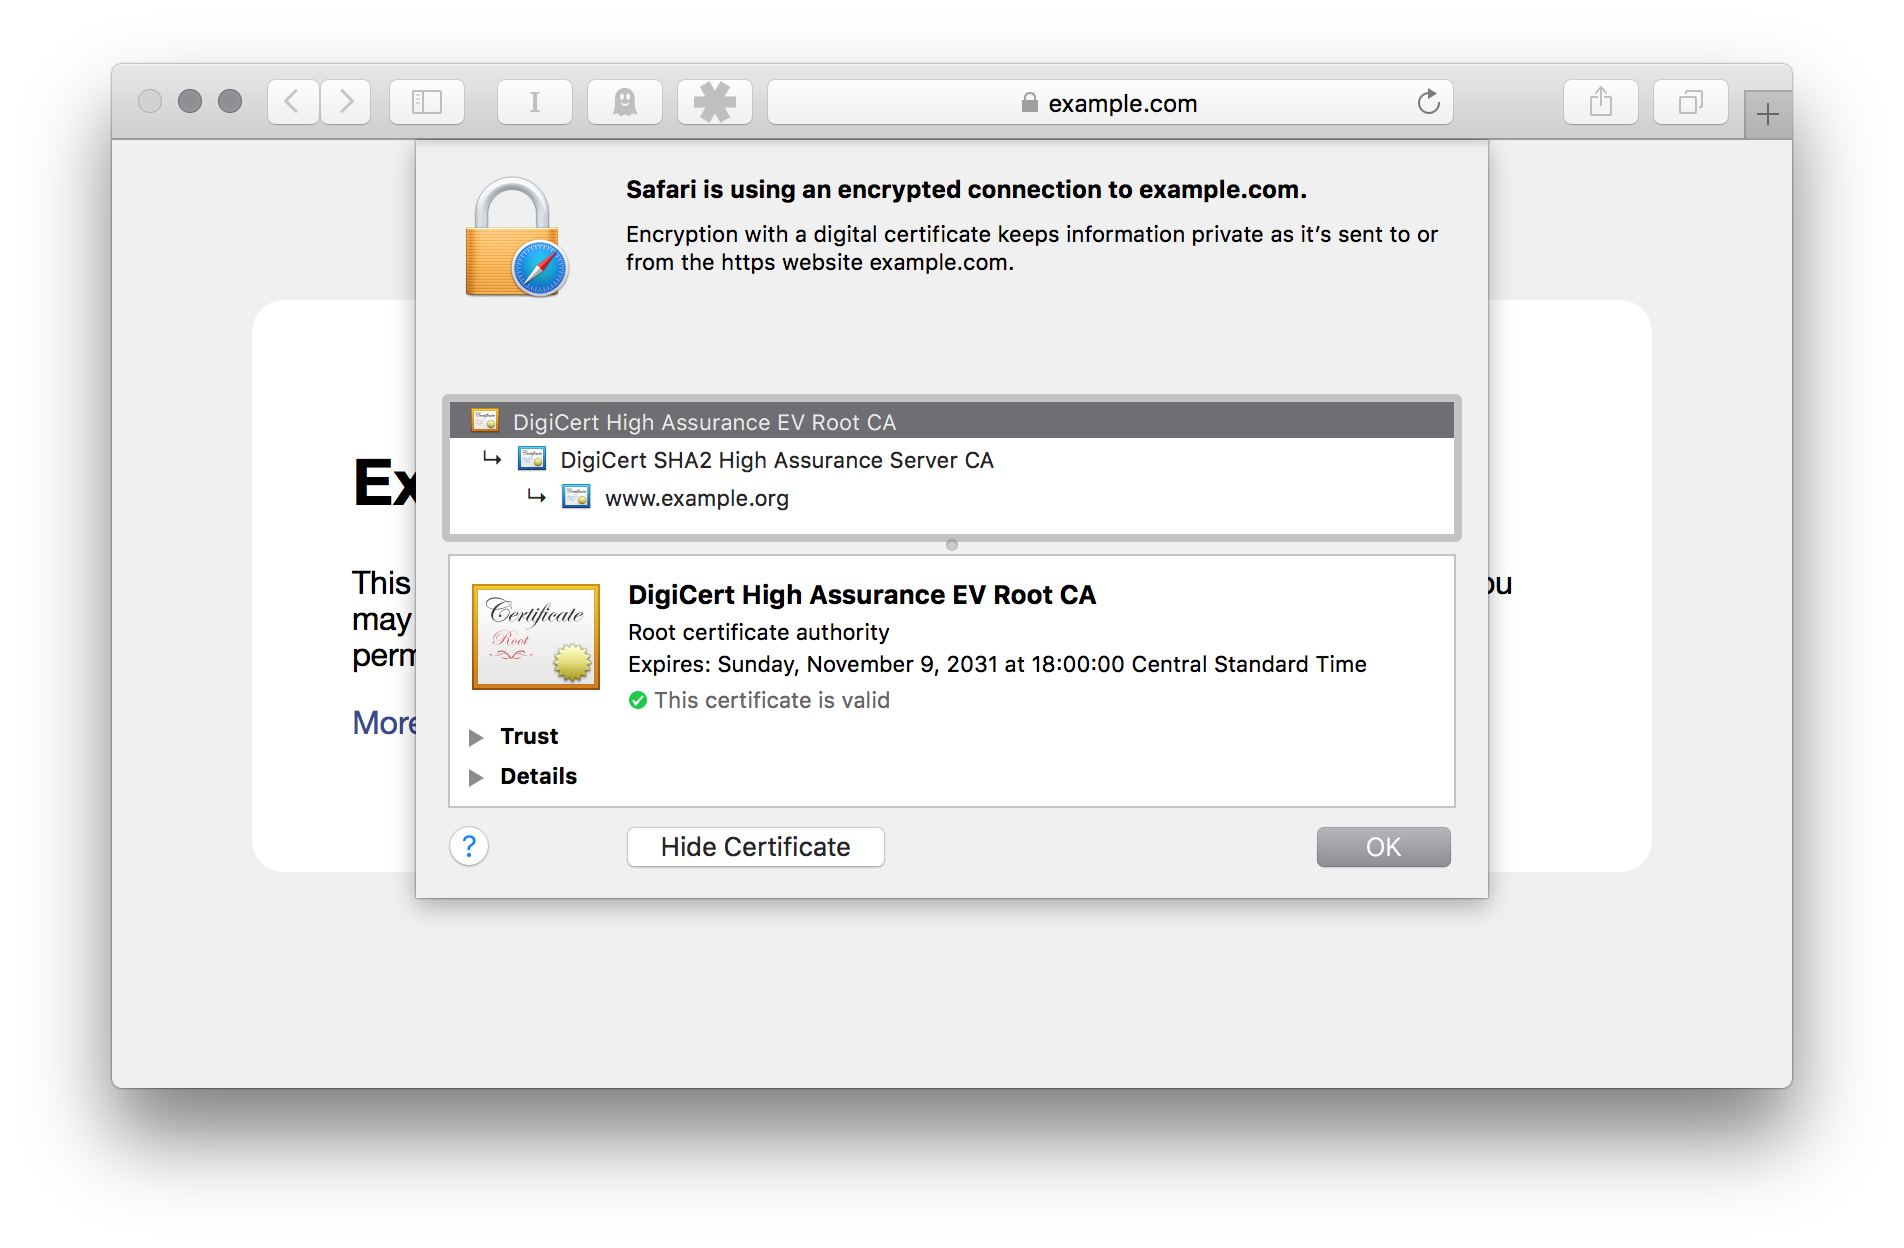 I
example.com
Safari is using an encrypted connection to example.com.
Encryption with a digital certificate keeps information private as it's sent to or
from the https website example.com.
DigiCert High Assurance EV Root CA
DigiCert SHA2 High Assurance Server CA
www.example.org
Certificate
Root
DigiCert High Assurance EV Root CA
Root certificate authority
Expires: Sunday, November 9, 2031 at 18:00:00 Central Standard Time
This certificate is valid
Trust
Details
?
Hide Certificate
OK
Ex
This
may
perm
More